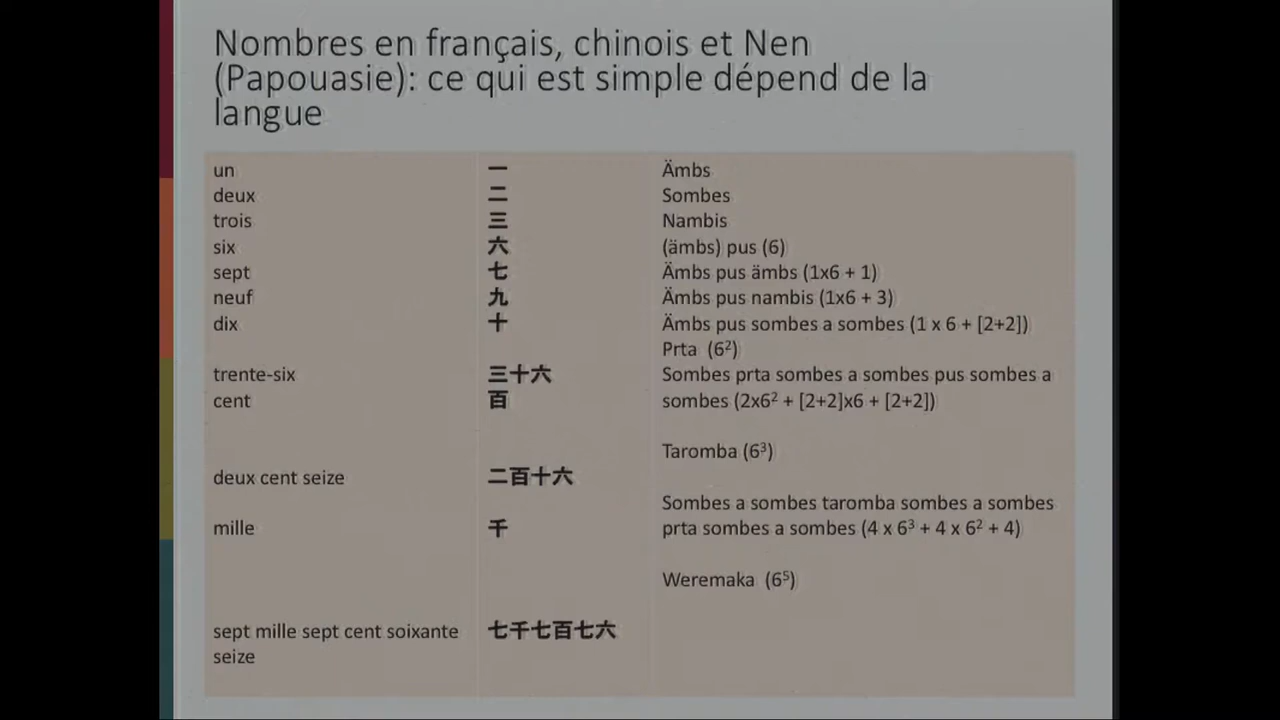 Nombres en français, chinois et Nen
(Papouasie): ce qui est simple dépend de la
langue
un 一 Ämbs
deux 二 Sombes
trois 三 Nambis
six 六 (ämbs) pus (6)
sept 七 Ämbs pus ämbs (1x6 + 1)
neuf 九 Ämbs pus nambis (1x6 + 3)
dix 十 Ämbs pus sombes a sombes (1 x 6 + [2+2])
Prta (6²)
trente-six 三十六 Sombes prta sombes a sombes pus sombes a
cent 百 sombes (2x6² + [2+2]x6 + [2+2])
Taromba (6³)
deux cent seize 二百十六
Sombes a sombes taromba sombes a sombes
mille 千 prta sombes a sombes (4 x 6³ + 4 x 6² + 4)
Weremaka (6⁵)
sept mille sept cent soixante 七千七百七六
seize